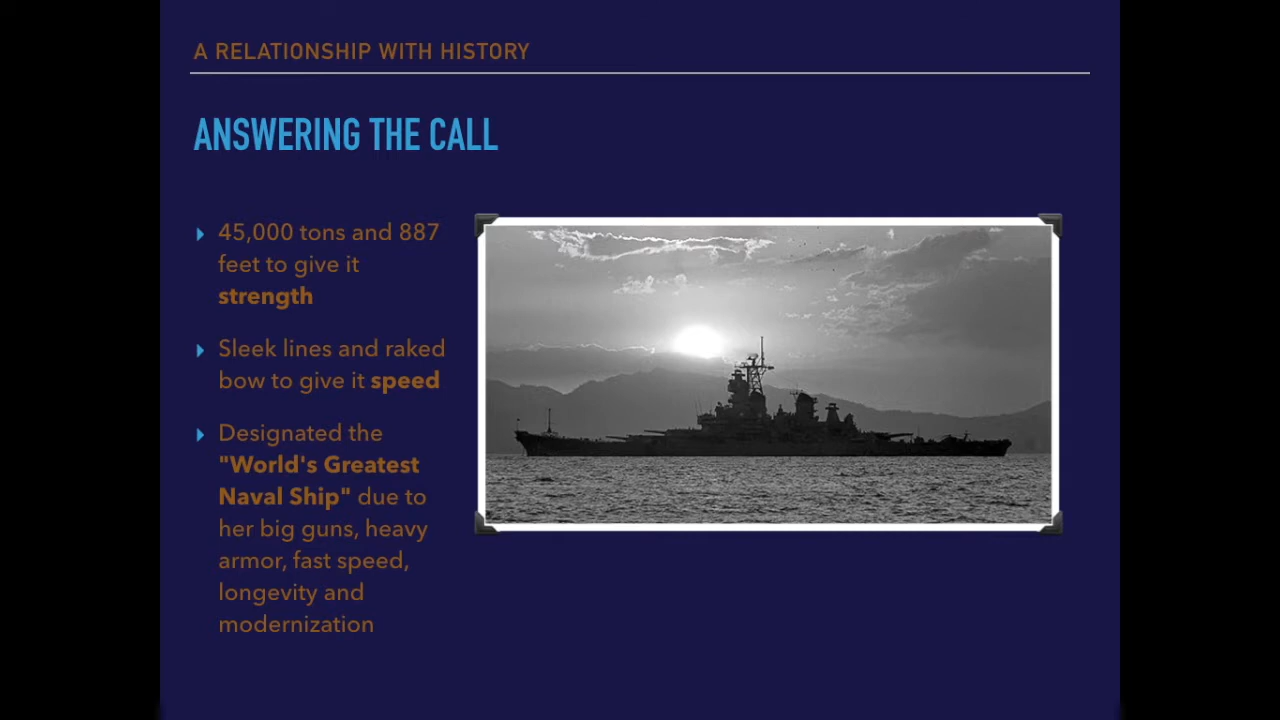 A RELATIONSHIP WITH HISTORY
ANSWERING THE CALL
45,000 tons and 887
feet to give it
strength
Sleek lines and raked
bow to give it speed
Designated the
"World's Greatest
Naval Ship" due to
her big guns, heavy
armor, fast speed,
longevity and
modernization